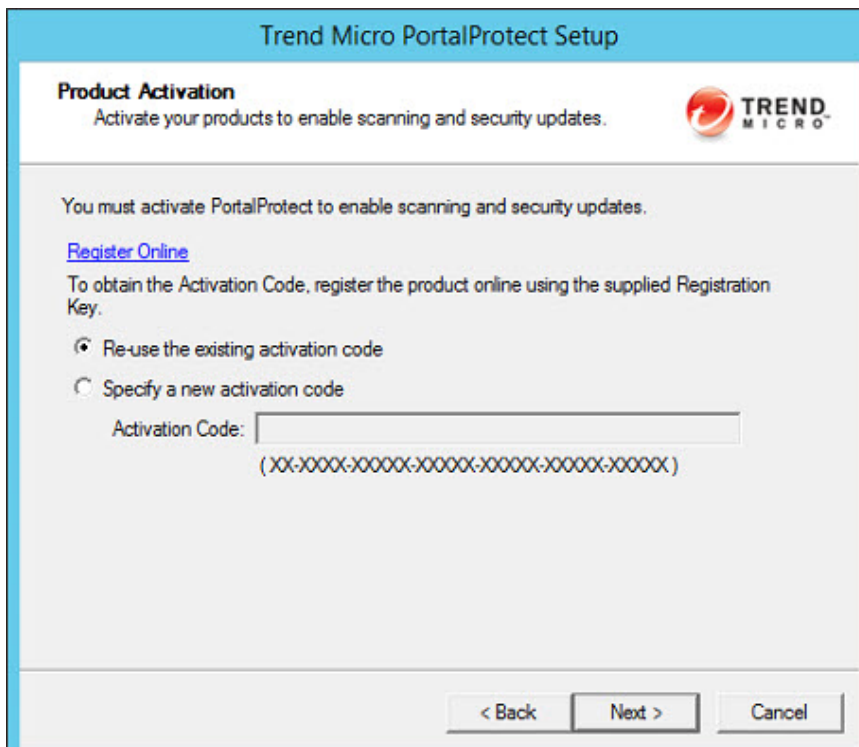 Trend Micro PortalProtect Setup
Product Activation
Activate your products to enable scanning and security updates.
TREND
MICRO
You must activate PortalProtect to enable scanning and security updates.
Register Online
To obtain the Activation Code, register the product online using the supplied Registration
Key.
Re-use the existing activation code
Specify a new activation code
Activation Code:
( XX-XXXX-XXXXX-XXXXX-XXXXX-XXXXX-XXXXX )
< Back
Next >
Cancel